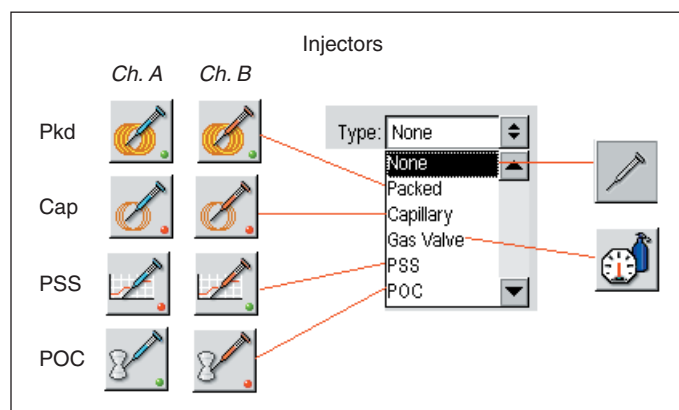 Injectors
Ch. A Ch. B
Pkd
Cap
PSS
POC
Type: None
None
Packed
Capillary
Gas Valve
PSS
POC